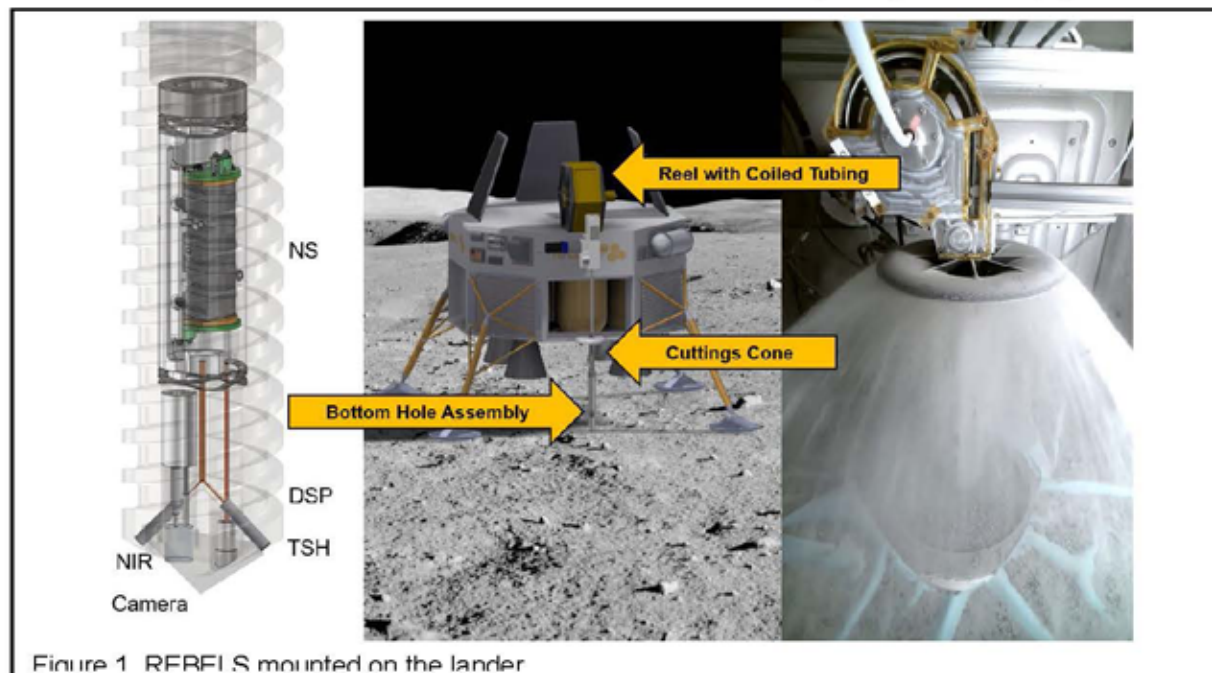 NS
DSP
TSH
NIR
Camera
Reel with Coiled Tubing
Cuttings Cone
Bottom Hole Assembly
Figure 1. REBELS mounted on the lander